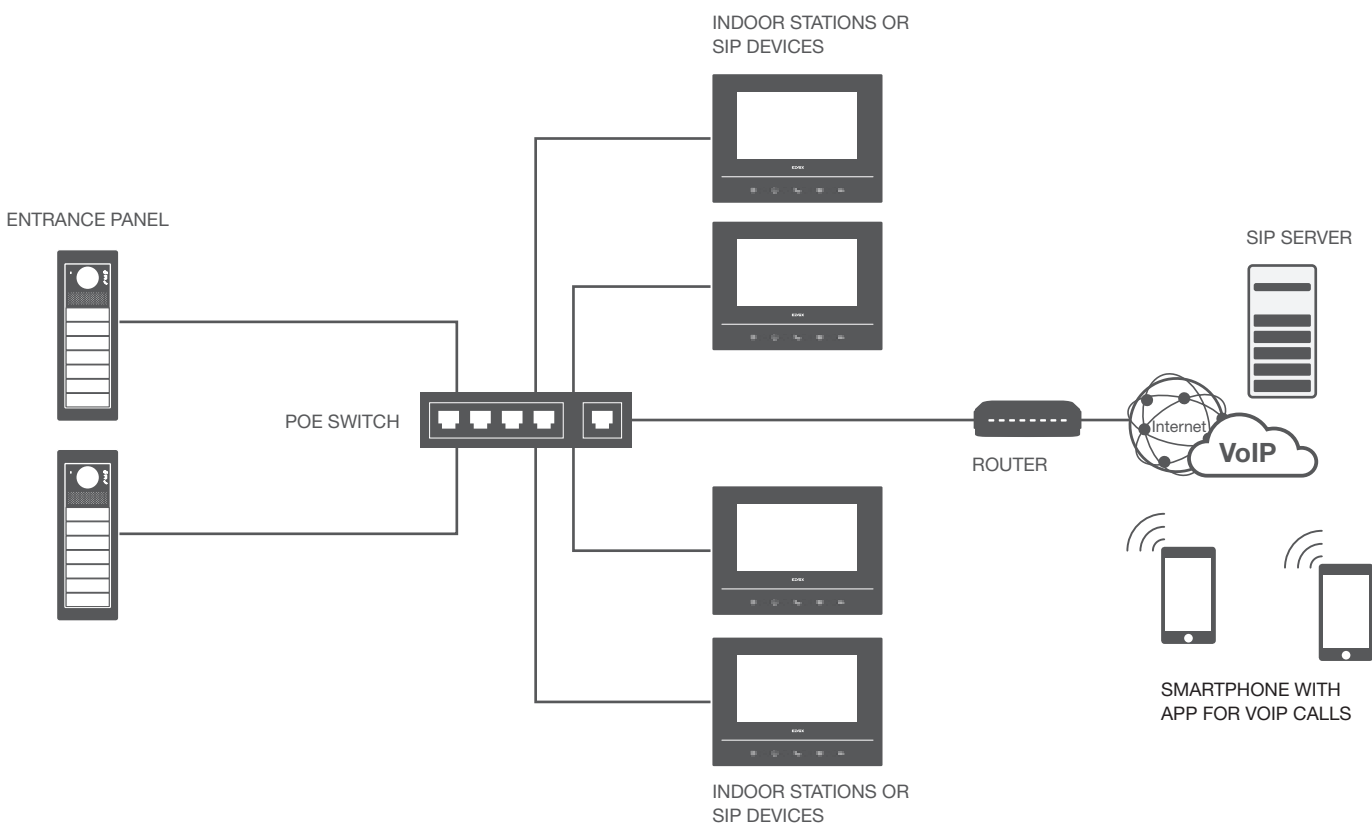 INDOOR STATIONS OR
SIP DEVICES
ENTRANCE PANEL
SIP SERVER
POE SWITCH
Internet
VoIP
ROUTER
SMARTPHONE WITH
APP FOR VOIP CALLS
INDOOR STATIONS OR
SIP DEVICES